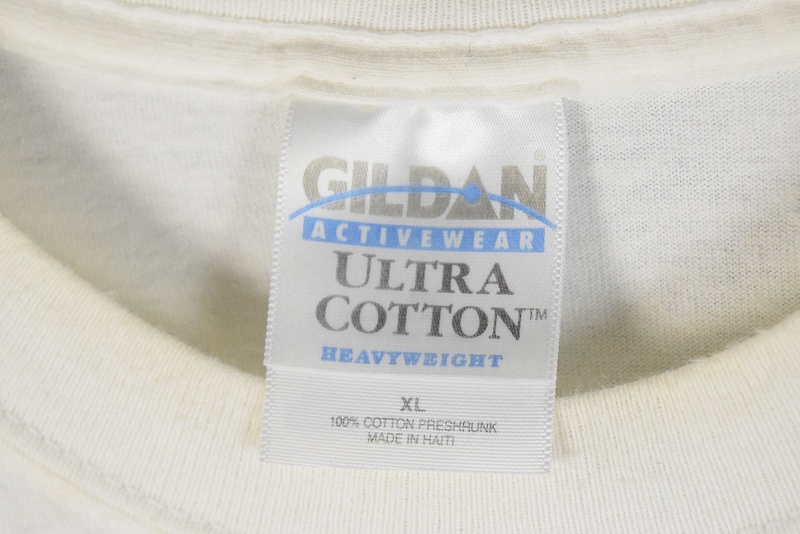 GILDAN®
ACTIVEWEAR
ULTRA
COTTON™
HEAVYWEIGHT
XL
100% COTTON PRESHRUNK
MADE IN HAITI